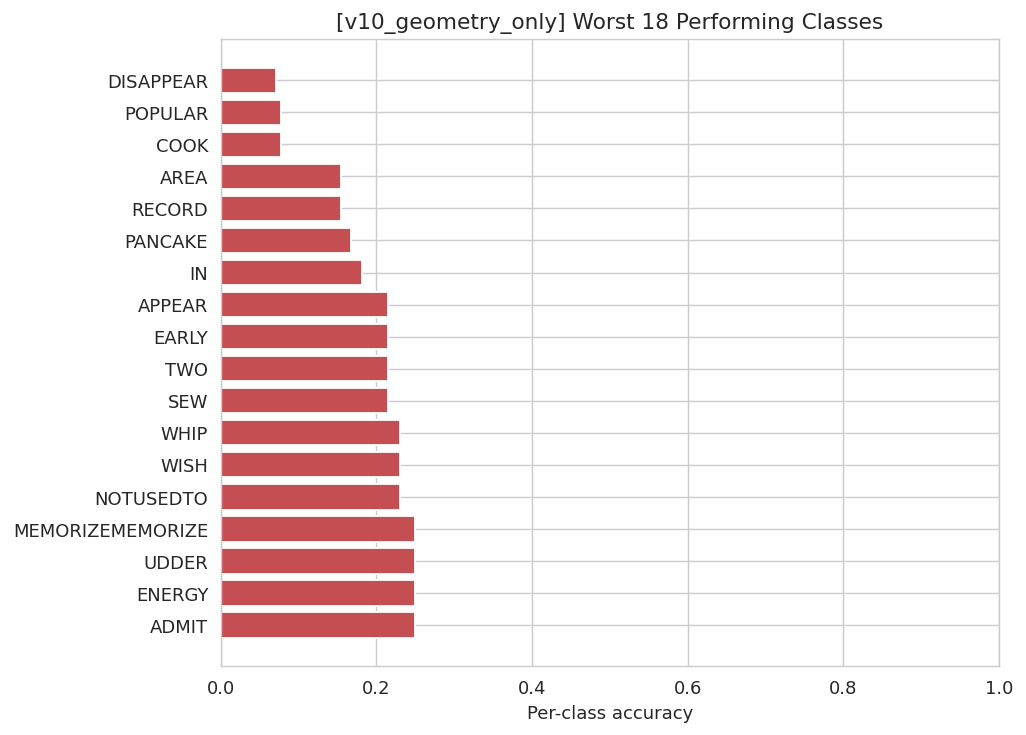 [v10_geometry_only] Worst 18 Performing Classes
DISAPPEAR
POPULAR
COOK
AREA
RECORD
PANCAKE
IN
APPEAR
EARLY
TWO
SEW
WHIP
WISH
NOTUSEDTO
MEMORIZEMEMORIZE
UDDER
ENERGY
ADMIT
0.0 0.2 0.4 0.6 0.8 1.0
Per-class accuracy